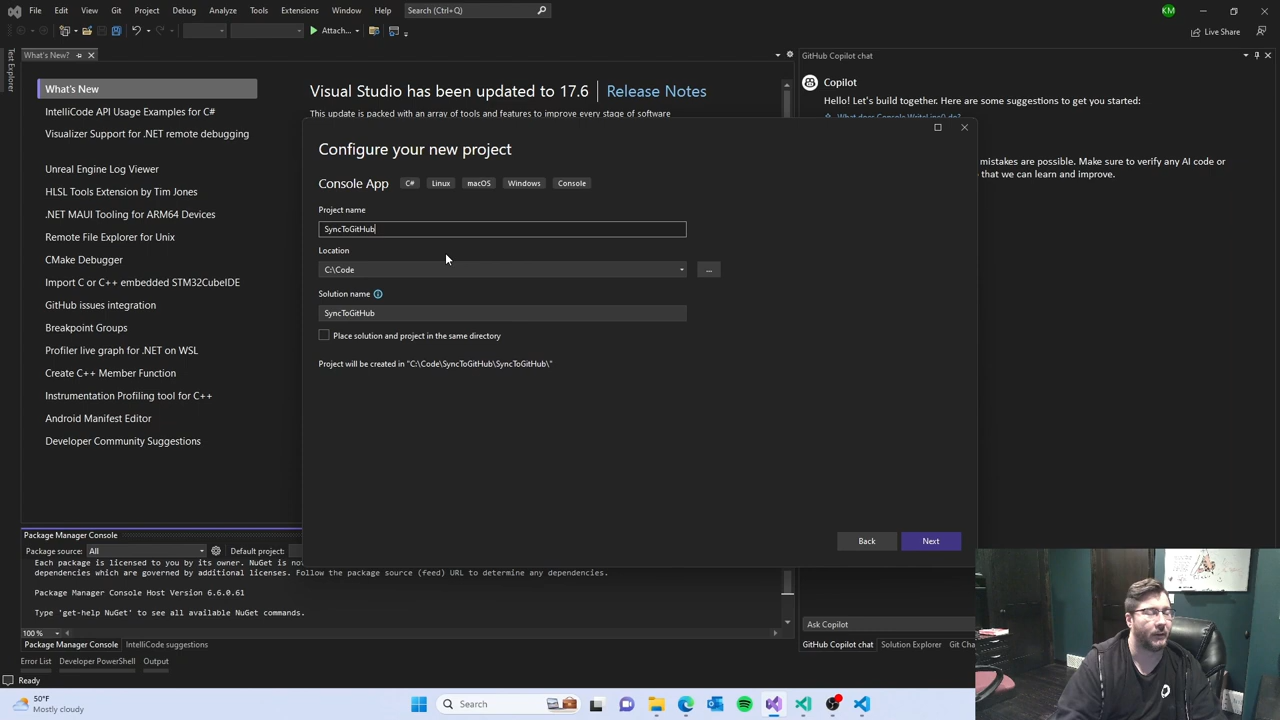 File Edit View Git Project Debug Analyze Tools Extensions Window Help Search (Ctrl+Q) KM
Attach... Live Share
Test Explorer
What's New?
GitHub Copilot chat
What's New
IntelliCode API Usage Examples for C#
Visualizer Support for .NET remote debugging
Unreal Engine Log Viewer
HLSL Tools Extension by Tim Jones
.NET MAUI Tooling for ARM64 Devices
Remote File Explorer for Unix
CMake Debugger
Import C or C++ embedded STM32CubeIDE
GitHub issues integration
Breakpoint Groups
Profiler live graph for .NET on WSL
Create C++ Member Function
Instrumentation Profiling tool for C++
Android Manifest Editor
Developer Community Suggestions
Visual Studio has been updated to 17.6 | Release Notes
This update is packed with an array of tools and features to improve every stage of software
Copilot
Hello! Let's build together. Here are some suggestions to get you started:
What does Console.WriteLine() do?
mistakes are possible. Make sure to verify any AI code or
that we can learn and improve.
Configure your new project
Console App C# Linux macOS Windows Console
Project name
SyncToGitHub
Location
C:\Code
...
Solution name
SyncToGitHub
Place solution and project in the same directory
Project will be created in "C:\Code\SyncToGitHub\SyncToGitHub\"
Back Next
Package Manager Console
Package source: All Default project:
Each package is licensed to you by its owner. NuGet is no
dependencies which are governed by additional licenses. Follow the package source (feed) URL to determine any dependencies.
Package Manager Console Host Version 6.6.0.61
Type 'get-help NuGet' to see all available NuGet commands.
100 %
Package Manager Console IntelliCode suggestions
Error List Developer PowerShell Output
Ready
Ask Copilot
GitHub Copilot chat Solution Explorer Git Cha
50°F
Mostly cloudy
Search